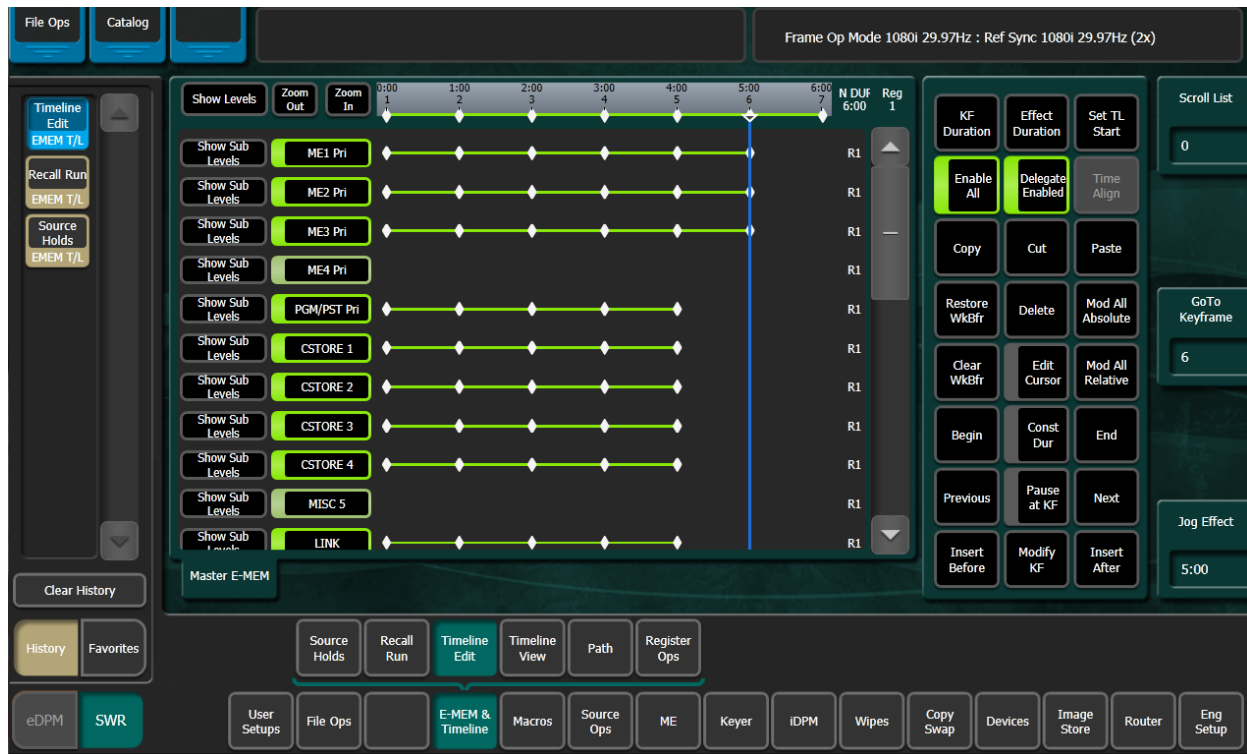 File Ops
Catalog
Frame Op Mode 1080i 29.97Hz : Ref Sync 1080i 29.97Hz (2x)
Timeline
Edit
EMEM T/L
Recall Run
EMEM T/L
Source
Holds
EMEM T/L
Clear History
History
Favorites
eDPM
SWR
Show Levels
Zoom
Out
Zoom
In
0:00 1:00 2:00 3:00 4:00 5:00 6:00
1 2 3 4 5 6 7
N DUR
6:00
Reg
1
Show Sub
Levels
ME1 Pri
R1
Show Sub
Levels
ME2 Pri
R1
Show Sub
Levels
ME3 Pri
R1
Show Sub
Levels
ME4 Pri
R1
Show Sub
Levels
PGM/PST Pri
R1
Show Sub
Levels
CSTORE 1
R1
Show Sub
Levels
CSTORE 2
R1
Show Sub
Levels
CSTORE 3
R1
Show Sub
Levels
CSTORE 4
R1
Show Sub
Levels
MISC 5
R1
Show Sub
Levels
LINK
R1
Master E-MEM
KF
Duration
Effect
Duration
Set TL
Start
Enable
All
Delegate
Enabled
Time
Align
Copy
Cut
Paste
Restore
WkBfr
Delete
Mod All
Absolute
Clear
WkBfr
Edit
Cursor
Mod All
Relative
Begin
Const
Dur
End
Previous
Pause
at KF
Next
Insert
Before
Modify
KF
Insert
After
Scroll List
0
GoTo
Keyframe
6
Jog Effect
5:00
Source
Holds
Recall
Run
Timeline
Edit
Timeline
View
Path
Register
Ops
User
Setups
File Ops
E-MEM &
Timeline
Macros
Source
Ops
ME
Keyer
iDPM
Wipes
Copy
Swap
Devices
Image
Store
Router
Eng
Setup